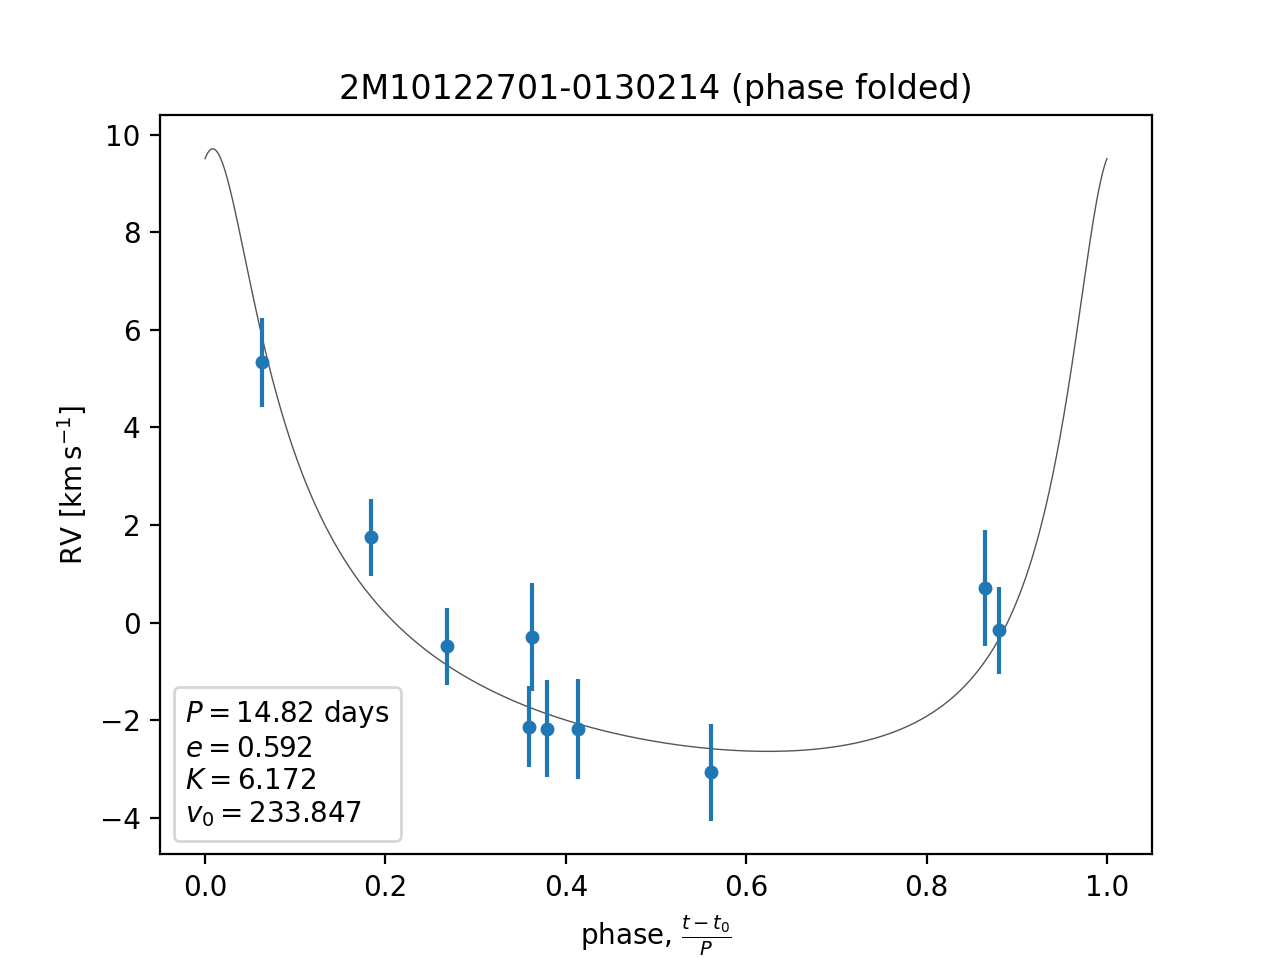 2M10122701-0130214 (phase folded)
10
8
6
4
2
0
−2
−4
RV [km s⁻¹]
P = 14.82 days
e = 0.592
K = 6.172
v₀ = 233.847
0.0 0.2 0.4 0.6 0.8 1.0
phase, (t − t₀)/P